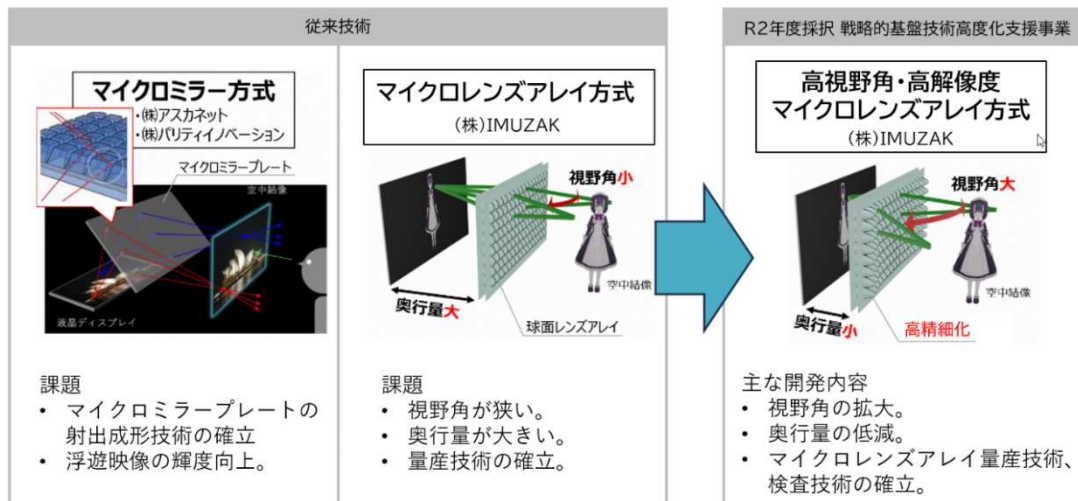 従来技術
マイクロミラー方式
・(株)アスカネット
・(株)パリティイノベーション
マイクロミラープレート
空中結像
液晶ディスプレイ
課題
• マイクロミラープレートの
射出成形技術の確立
• 浮遊映像の輝度向上。
マイクロレンズアレイ方式
(株)IMUZAK
視野角小
空中結像
奥行量大
球面レンズアレイ
課題
• 視野角が狭い。
• 奥行量が大きい。
• 量産技術の確立。
R2年度採択 戦略的基盤技術高度化支援事業
高視野角・高解像度
マイクロレンズアレイ方式
(株)IMUZAK
視野角大
空中結像
奥行量小
高精細化
主な開発内容
• 視野角の拡大。
• 奥行量の低減。
• マイクロレンズアレイ量産技術、
検査技術の確立。